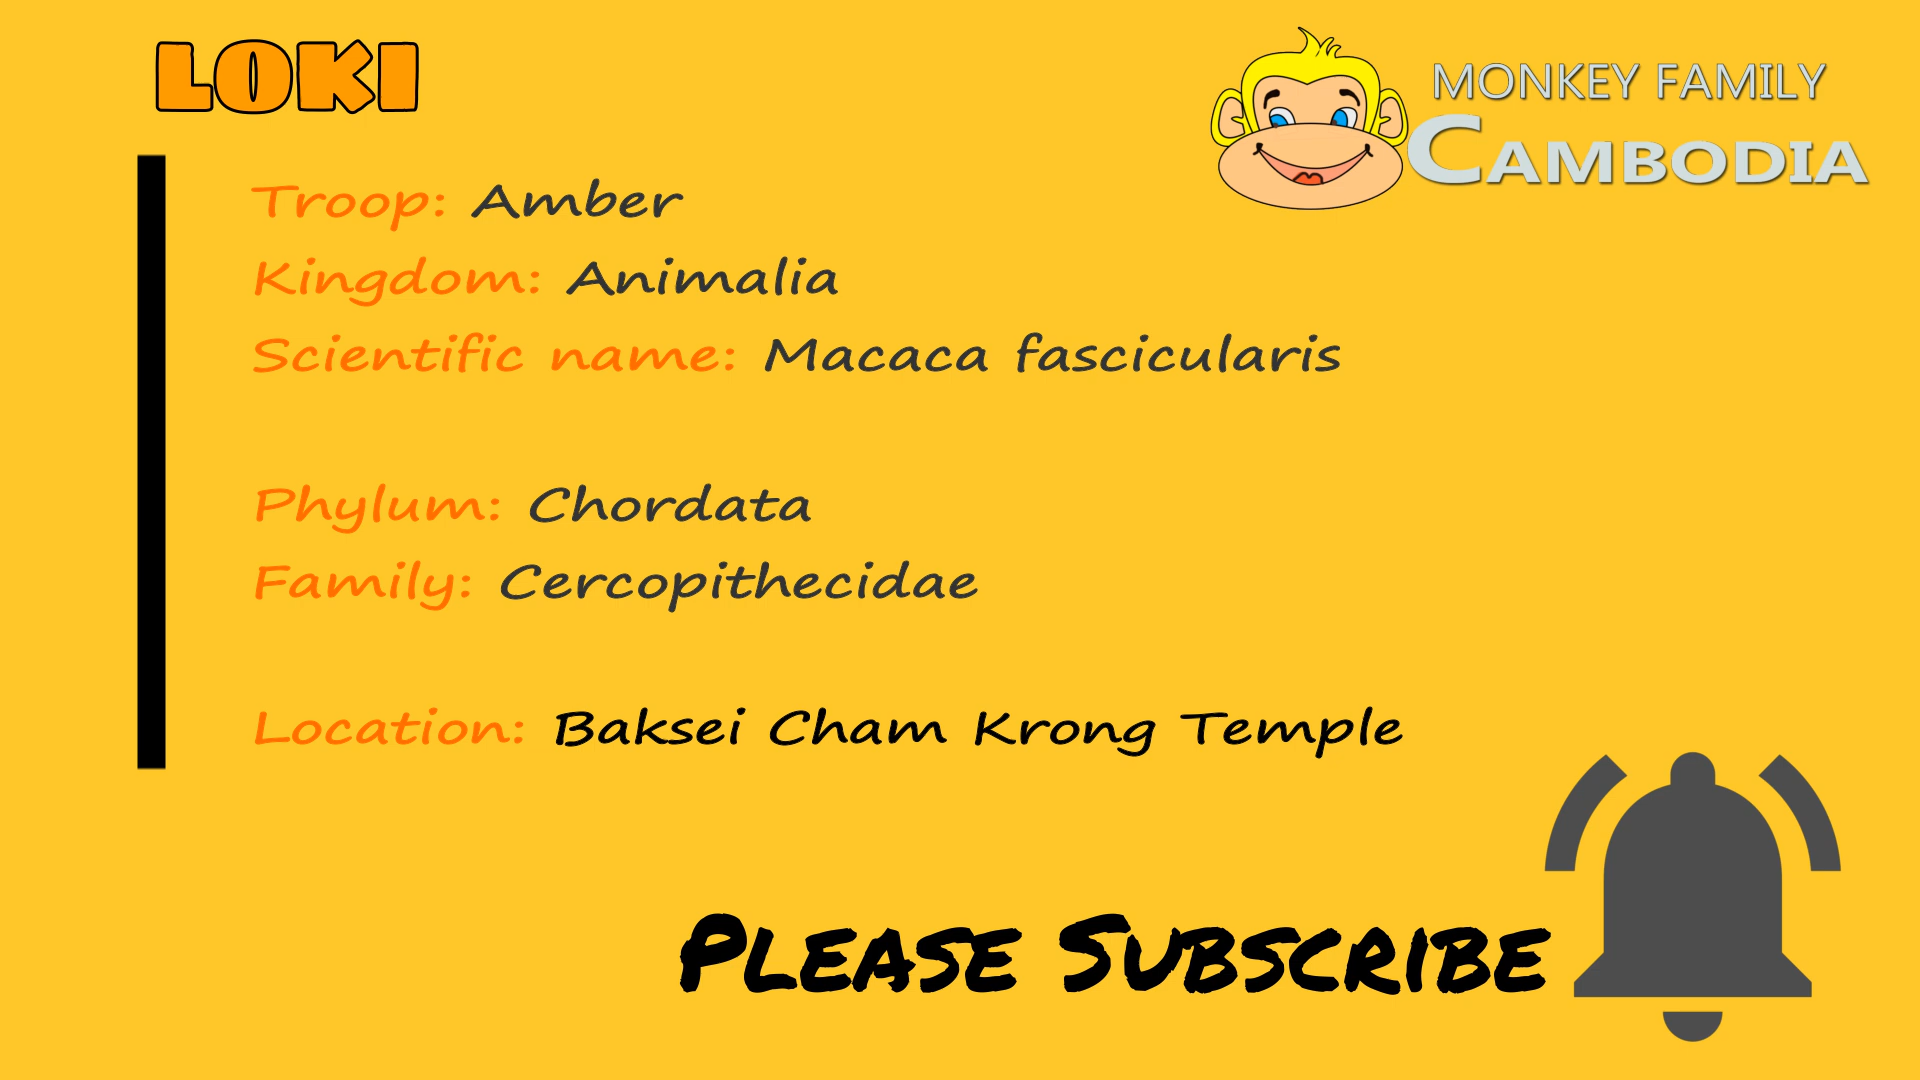 LOKI
MONKEY FAMILY
CAMBODIA
Troop: Amber
Kingdom: Animalia
Scientific name: Macaca fascicularis
Phylum: Chordata
Family: Cercopithecidae
Location: Baksei Cham Krong Temple
PLEASE SUBSCRIBE